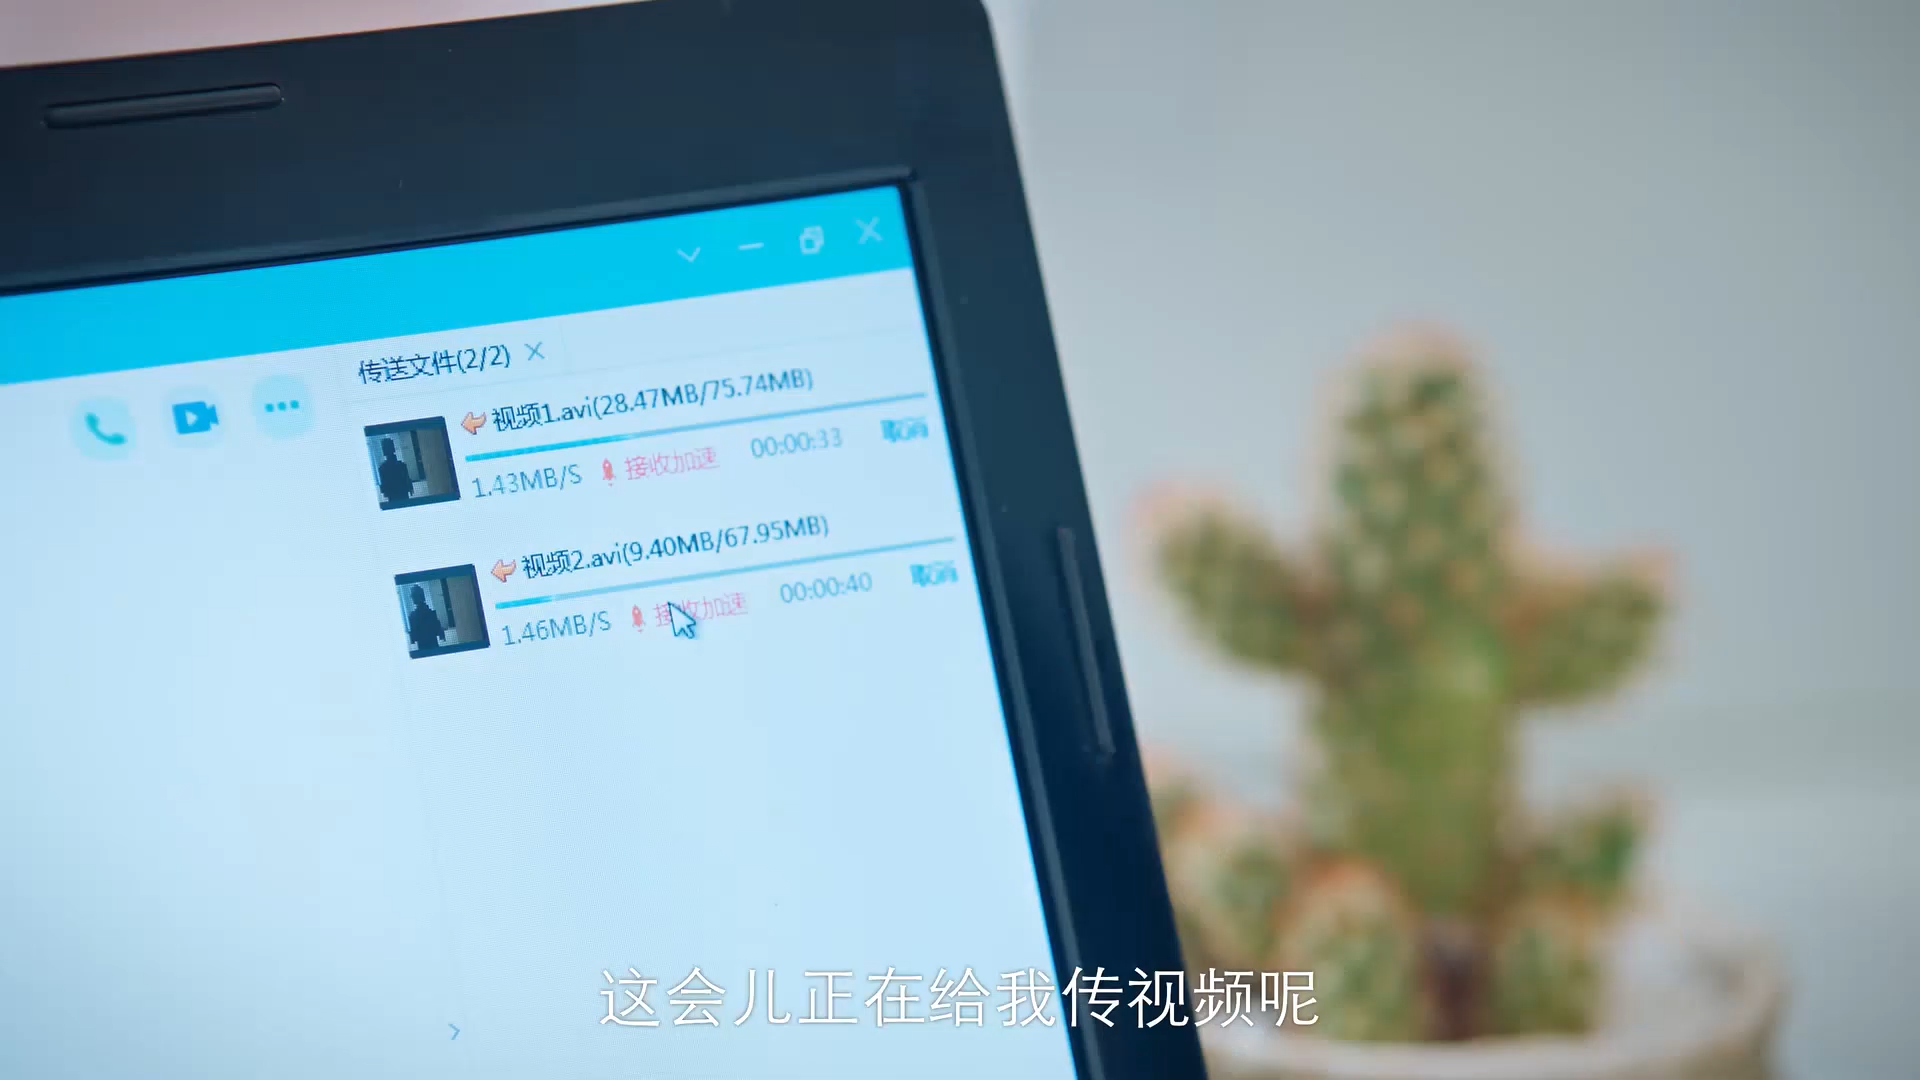 传送文件(2/2)
视频1.avi(28.47MB/75.74MB)
1.43MB/S 接收加速 00:00:33 取消
视频2.avi(9.40MB/67.95MB)
1.46MB/S 接收加速 00:00:40 取消
这会儿正在给我传视频呢